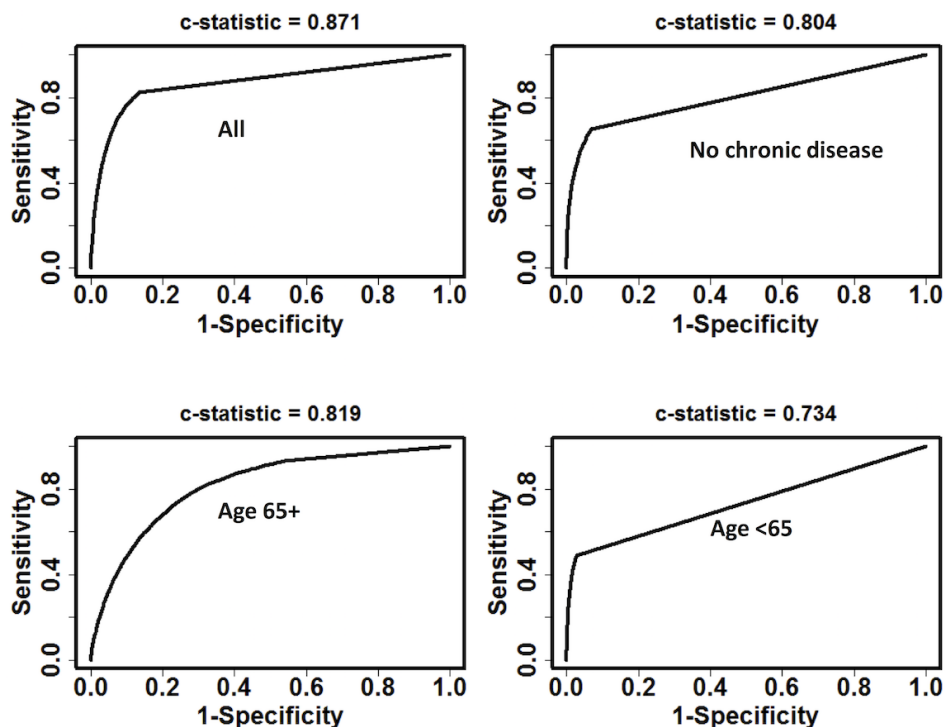 c-statistic = 0.871
Sensitivity
0.8
0.4
0.0
All
0.0 0.2 0.4 0.6 0.8 1.0
1-Specificity
c-statistic = 0.804
Sensitivity
0.8
0.4
0.0
No chronic disease
0.0 0.2 0.4 0.6 0.8 1.0
1-Specificity
c-statistic = 0.819
Sensitivity
0.8
0.4
0.0
Age 65+
0.0 0.2 0.4 0.6 0.8 1.0
1-Specificity
c-statistic = 0.734
Sensitivity
0.8
0.4
0.0
Age <65
0.0 0.2 0.4 0.6 0.8 1.0
1-Specificity